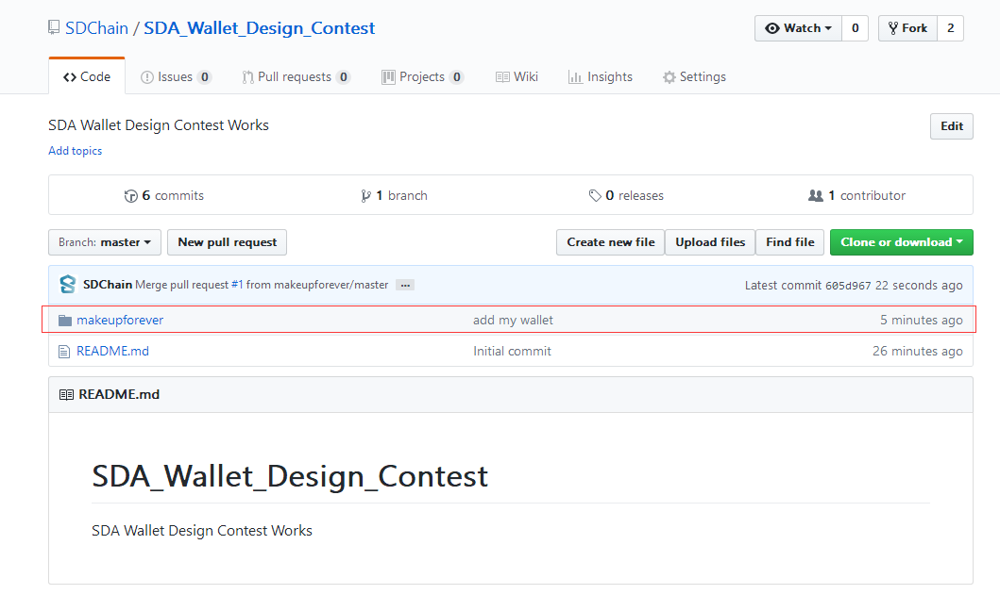 SDChain / SDA_Wallet_Design_Contest
Watch 0 Fork 2
Code Issues 0 Pull requests 0 Projects 0 Wiki Insights Settings
SDA Wallet Design Contest Works
Edit
Add topics
6 commits 1 branch 0 releases 1 contributor
Branch: master New pull request Create new file Upload files Find file Clone or download
SDChain Merge pull request #1 from makeupforever/master ... Latest commit 605d967 22 seconds ago
makeupforever add my wallet 5 minutes ago
README.md Initial commit 26 minutes ago
README.md
SDA_Wallet_Design_Contest
SDA Wallet Design Contest Works